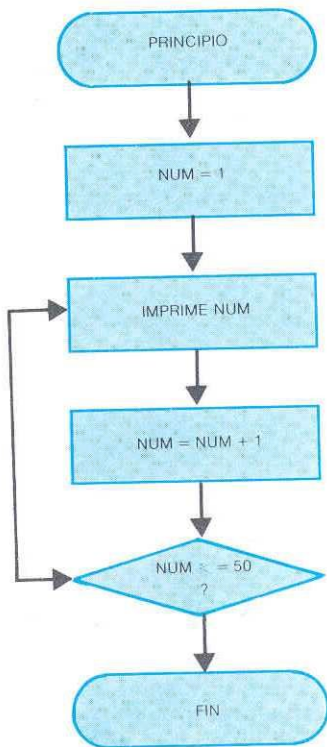 PRINCIPIO
NUM = 1
IMPRIME NUM
NUM = NUM + 1
NUM < = 50
?
FIN